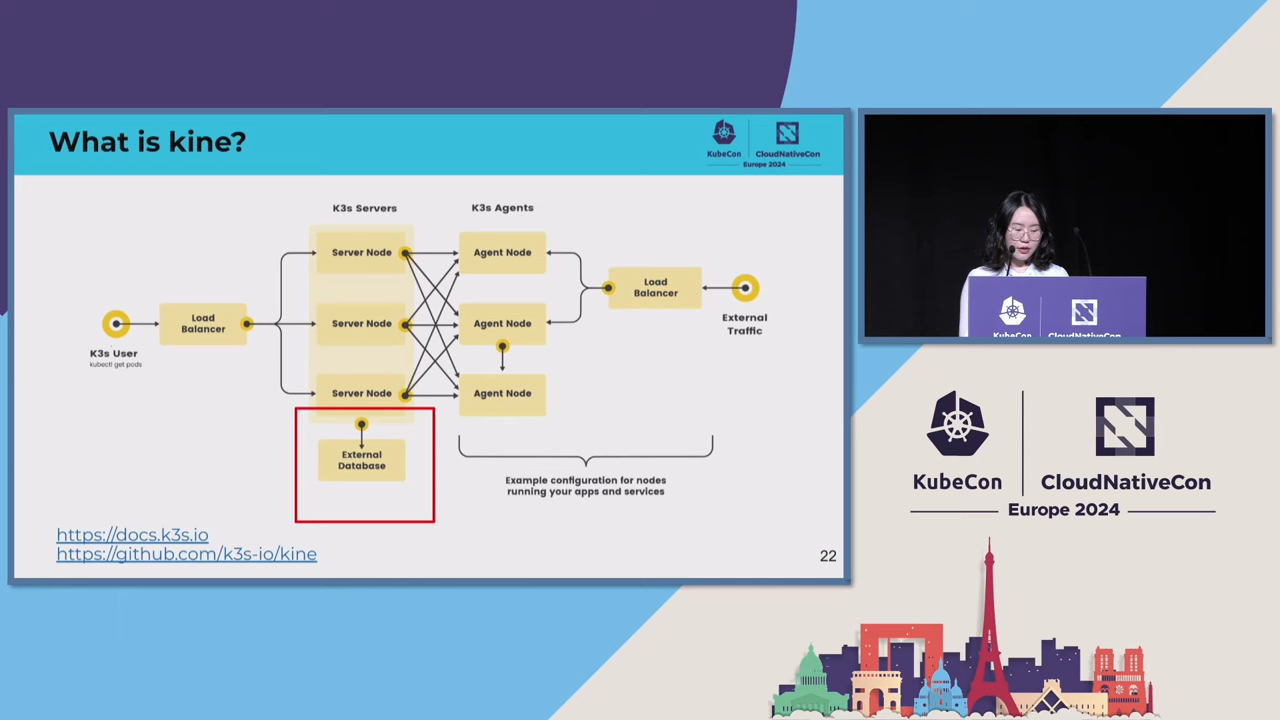 What is kine?
KubeCon
CloudNativeCon
Europe 2024
K3s Servers
K3s Agents
Server Node
Agent Node
Load
Balancer
External
Traffic
Load
Balancer
Server Node
Agent Node
K3s User
kubectl get pods
Server Node
Agent Node
External
Database
Example configuration for nodes
running your apps and services
https://docs.k3s.io
https://github.com/k3s-io/kine
22
KubeCon
CloudNativeCon
KubeCon
CloudNativeCon
Europe 2024